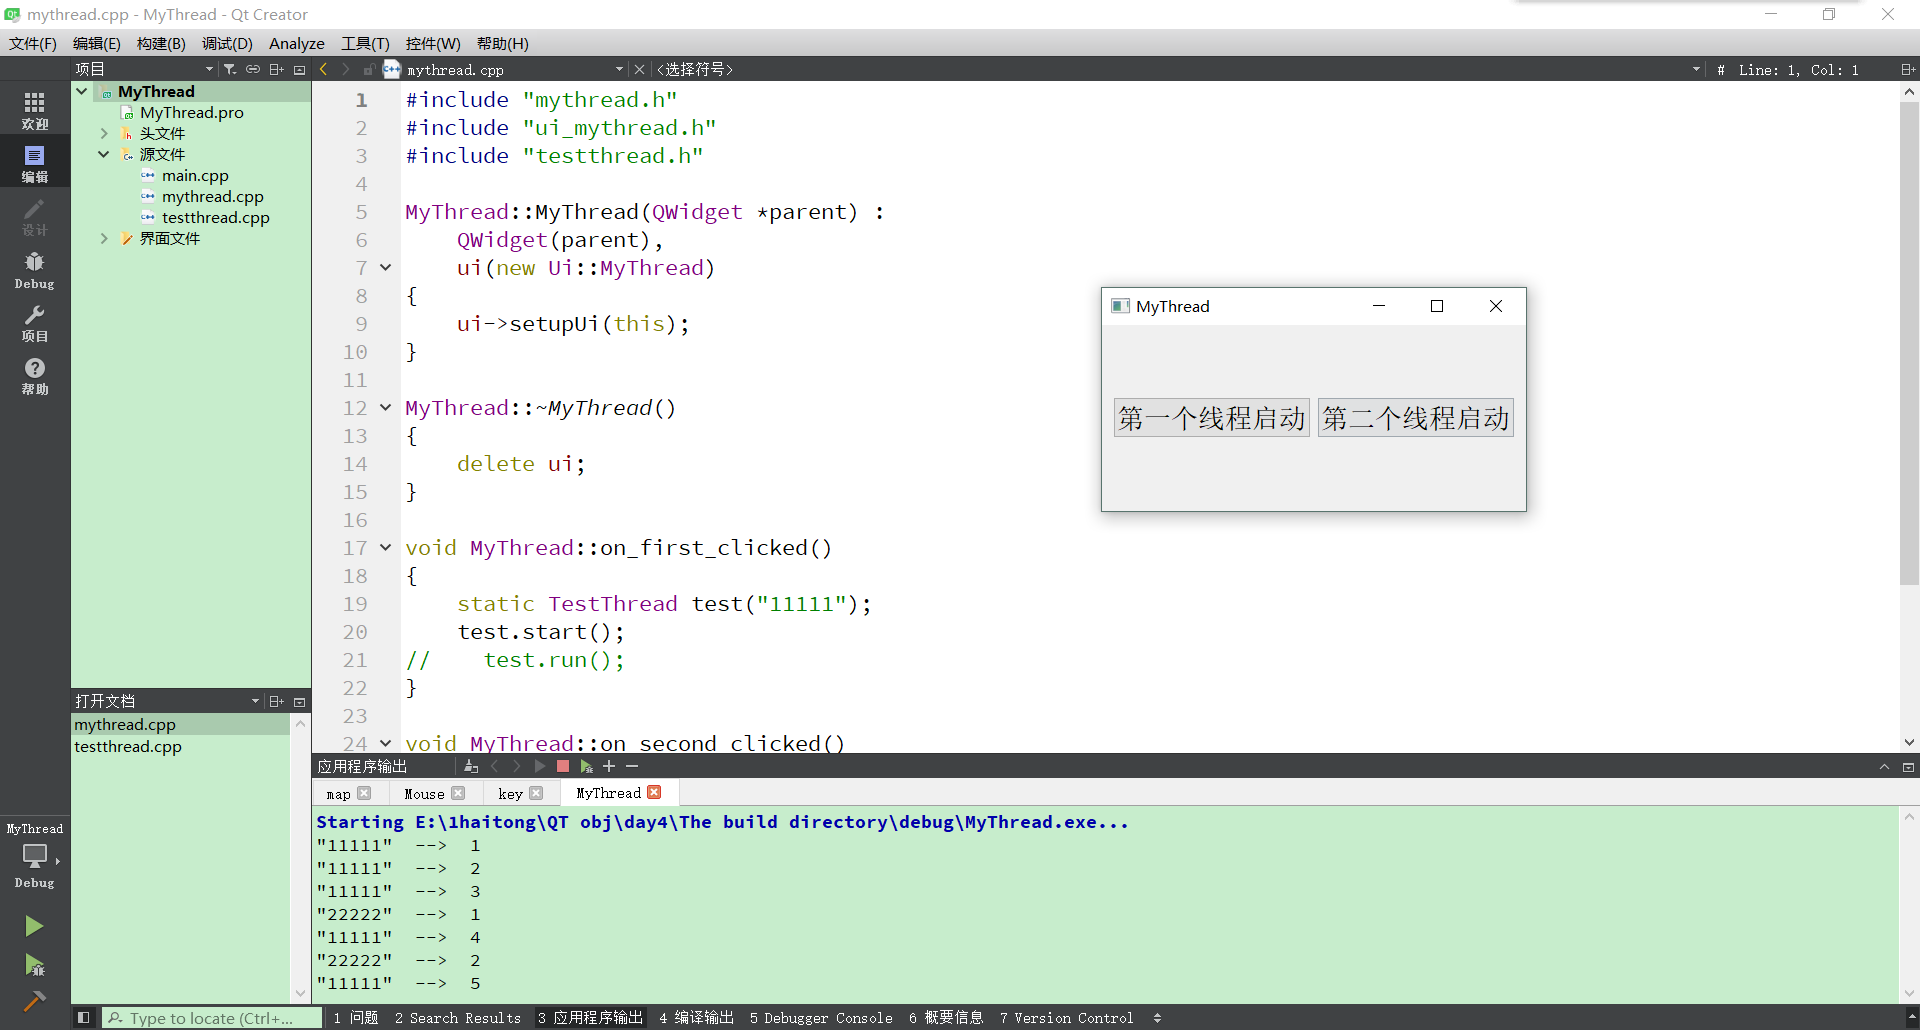 mythread.cpp - MyThread - Qt Creator
文件(F) 编辑(E) 构建(B) 调试(D) Analyze 工具(T) 控件(W) 帮助(H)
项目
mythread.cpp
<选择符号>
# Line: 1, Col: 1
欢迎
编辑
设计
Debug
项目
帮助
MyThread
Debug
MyThread
MyThread.pro
头文件
源文件
main.cpp
mythread.cpp
testthread.cpp
界面文件
打开文档
mythread.cpp
testthread.cpp
1 #include "mythread.h"
2 #include "ui_mythread.h"
3 #include "testthread.h"
4
5 MyThread::MyThread(QWidget *parent) :
6     QWidget(parent),
7     ui(new Ui::MyThread)
8 {
9     ui->setupUi(this);
10 }
11
12 MyThread::~MyThread()
13 {
14     delete ui;
15 }
16
17 void MyThread::on_first_clicked()
18 {
19     static TestThread test("11111");
20     test.start();
21 //    test.run();
22 }
23
24 void MyThread::on_second_clicked()
MyThread
第一个线程启动 第二个线程启动
应用程序输出
map Mouse key MyThread
Starting E:\1haitong\QT obj\day4\The build directory\debug\MyThread.exe...
"11111" --> 1
"11111" --> 2
"11111" --> 3
"22222" --> 1
"11111" --> 4
"22222" --> 2
"11111" --> 5
Type to locate (Ctrl+...
1 问题 2 Search Results 3 应用程序输出 4 编译输出 5 Debugger Console 6 概要信息 7 Version Control